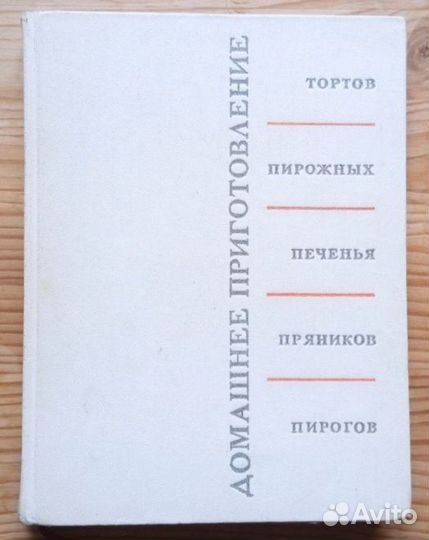 ДОМАШНЕЕ ПРИГОТОВЛЕНИЕ
ТОРТОВ
ПИРОЖНЫХ
ПЕЧЕНЬЯ
ПРЯНИКОВ
ПИРОГОВ
Avito